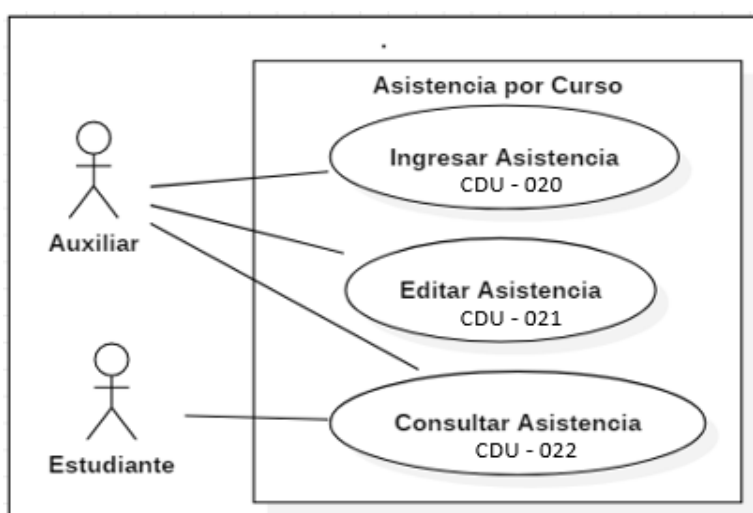 Asistencia por Curso
Ingresar Asistencia
CDU - 020
Auxiliar
Editar Asistencia
CDU - 021
Consultar Asistencia
CDU - 022
Estudiante